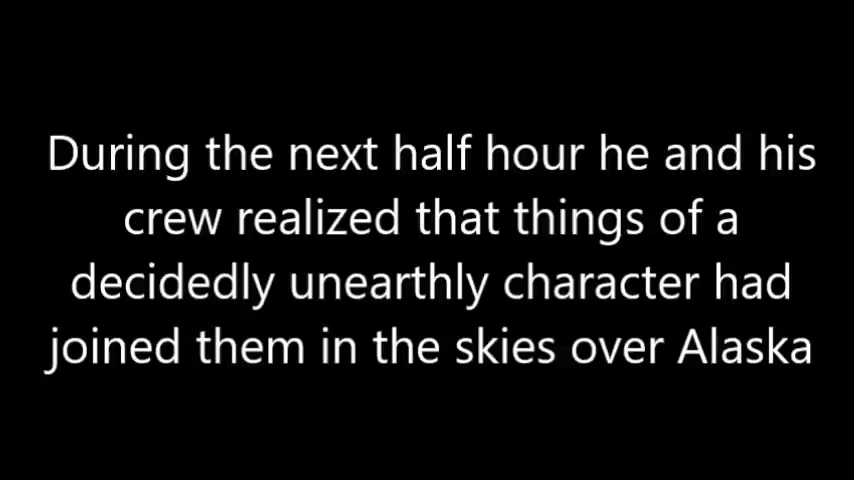 During the next half hour he and his
crew realized that things of a
decidedly unearthly character had
joined them in the skies over Alaska